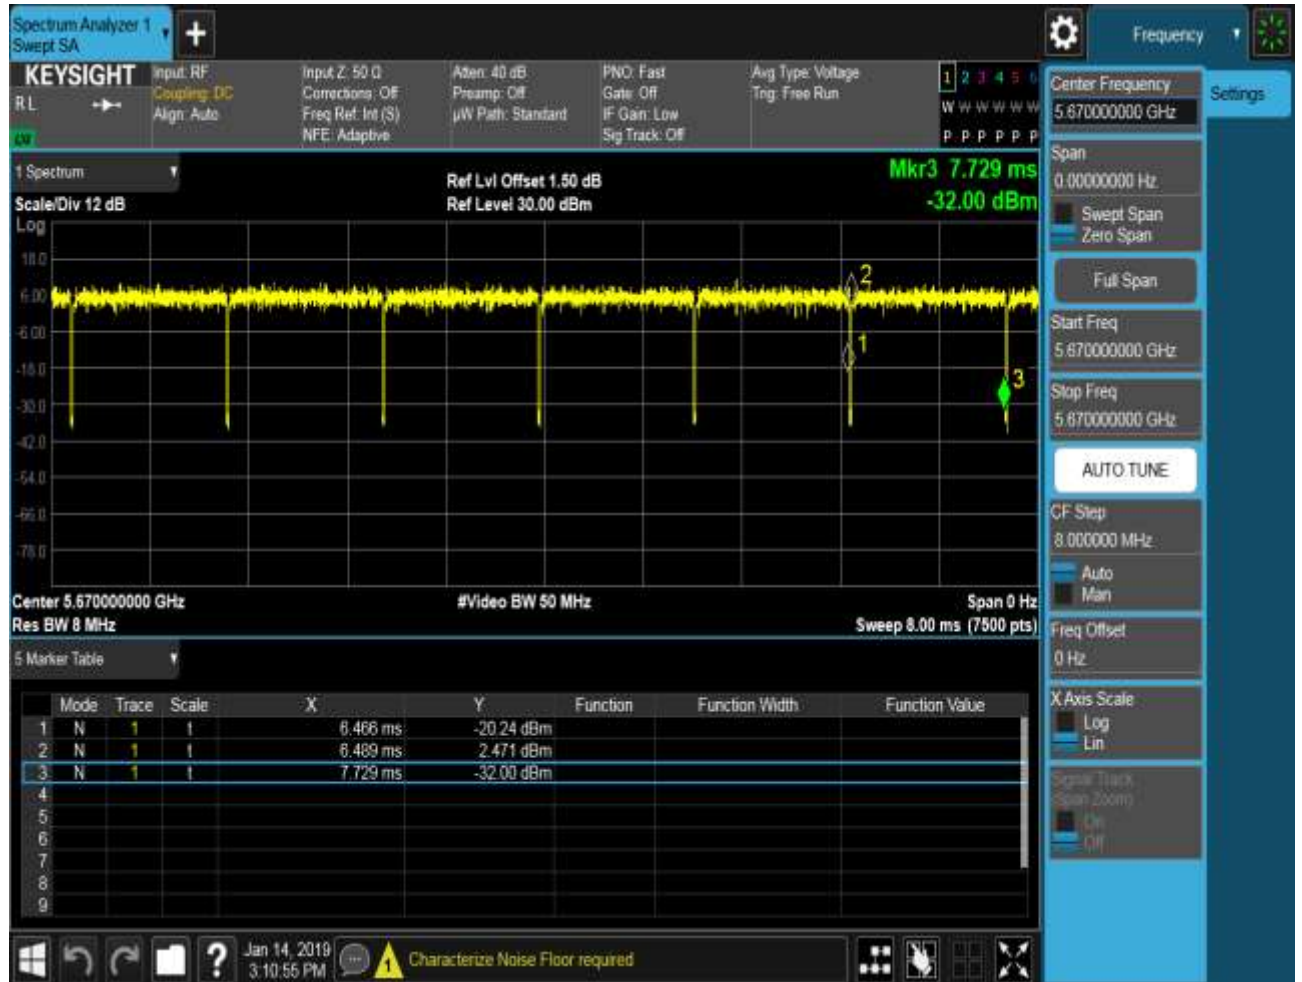 Spectrum Analyzer 1
Swept SA
+
Frequency
KEYSIGHT
RL
Input: RF
Coupling: DC
Align: Auto
Input Z: 50 Ω
Corrections: Off
Freq Ref: Int (S)
NFE: Adaptive
Atten: 40 dB
Preamp: Off
µW Path: Standard
PNO: Fast
Gate: Off
IF Gain: Low
Sig Track: Off
Avg Type: Voltage
Trig: Free Run
1 2 3 4 5 6
W W W W W W
P P P P P P
1 Spectrum
Scale/Div 12 dB
Ref Lvl Offset 1.50 dB
Ref Level 30.00 dBm
Mkr3 7.729 ms
-32.00 dBm
Log
18.0
6.00
-6.00
-18.0
-30.0
-42.0
-54.0
-66.0
-78.0
2
1
3
Center 5.670000000 GHz
#Video BW 50 MHz
Span 0 Hz
Res BW 8 MHz
Sweep 8.00 ms (7500 pts)
5 Marker Table
Mode Trace Scale X Y Function Function Width Function Value
1 N 1 t 6.466 ms -20.24 dBm
2 N 1 t 6.489 ms 2.471 dBm
3 N 1 t 7.729 ms -32.00 dBm
4
5
6
7
8
9
Center Frequency
5.670000000 GHz
Settings
Span
0.00000000 Hz
Swept Span
Zero Span
Full Span
Start Freq
5.670000000 GHz
Stop Freq
5.670000000 GHz
AUTO TUNE
CF Step
8.000000 MHz
Auto
Man
Freq Offset
0 Hz
X Axis Scale
Log
Lin
Signal Track
(Span Zoom)
On
Off
?
Jan 14, 2019
3:10:55 PM
1
Characterize Noise Floor required